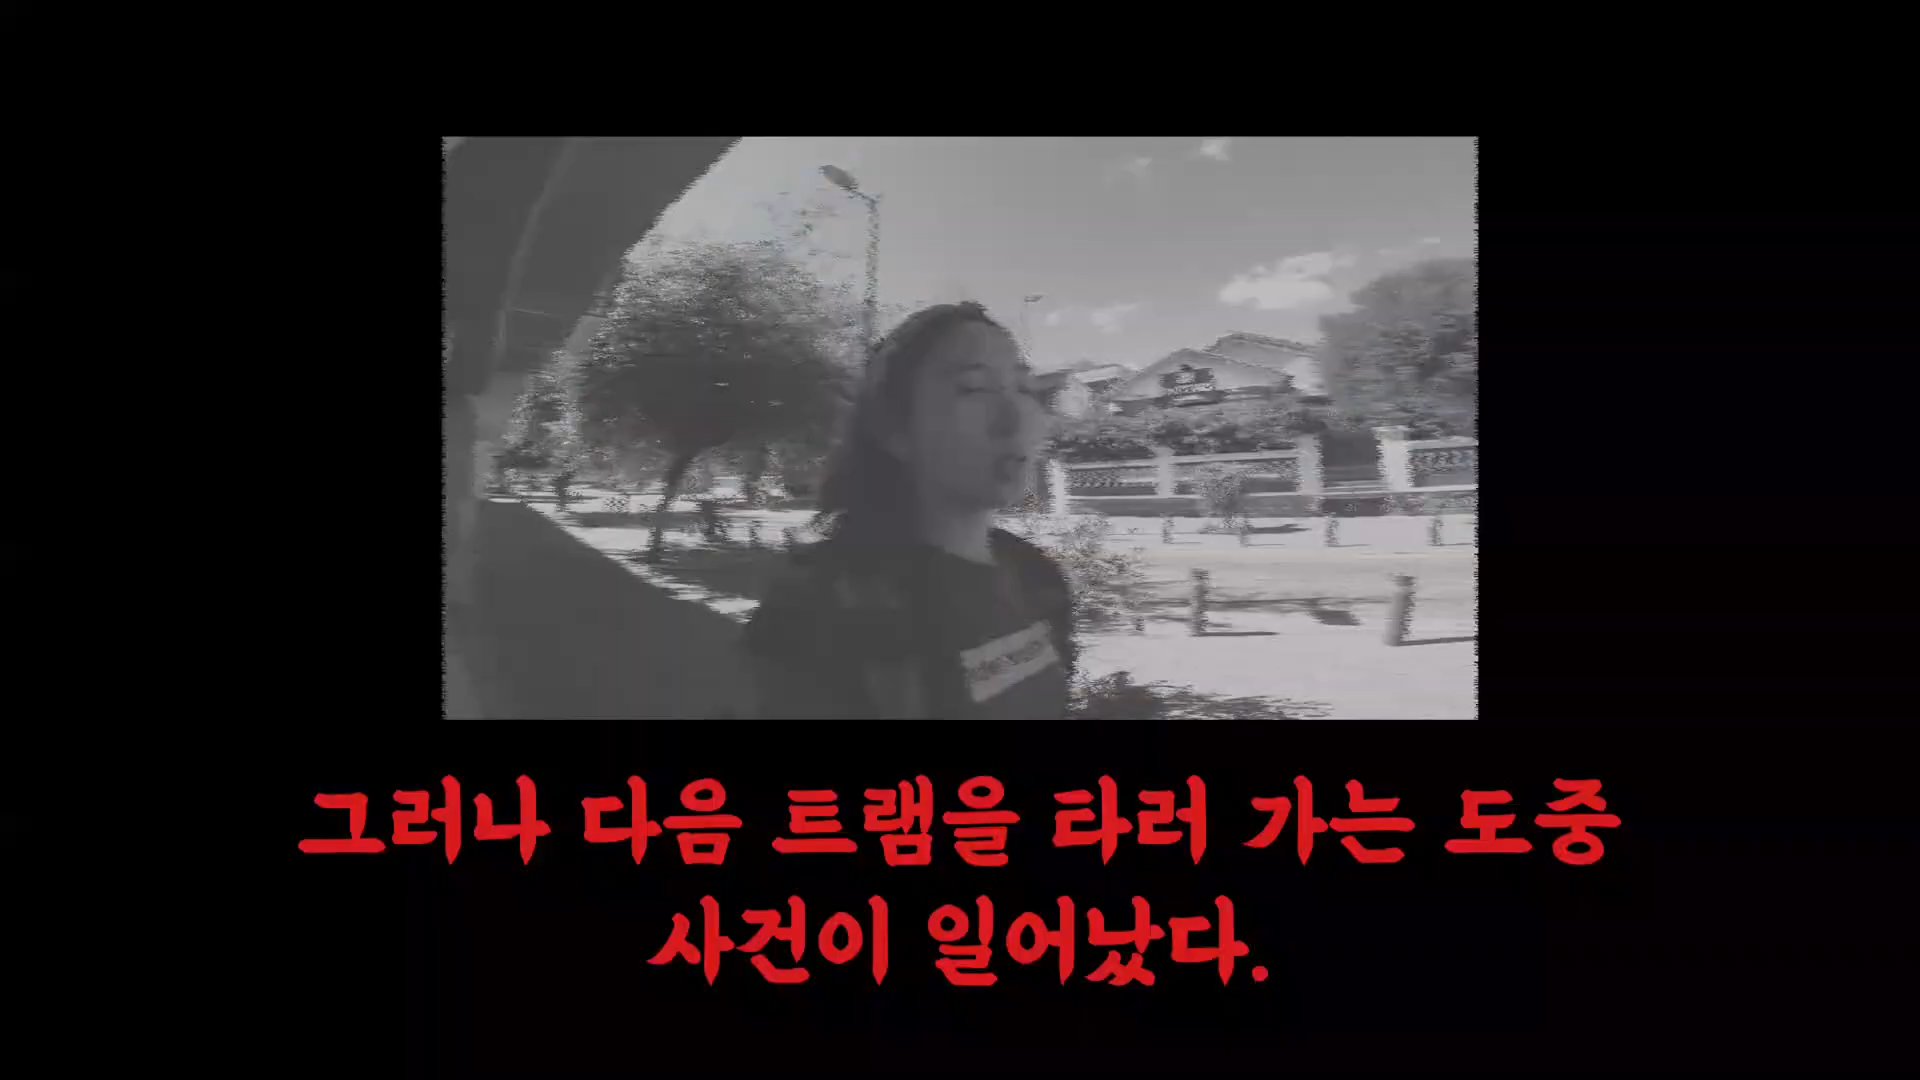 그러나 다음 트램을 타러 가는 도중
사건이 일어났다.